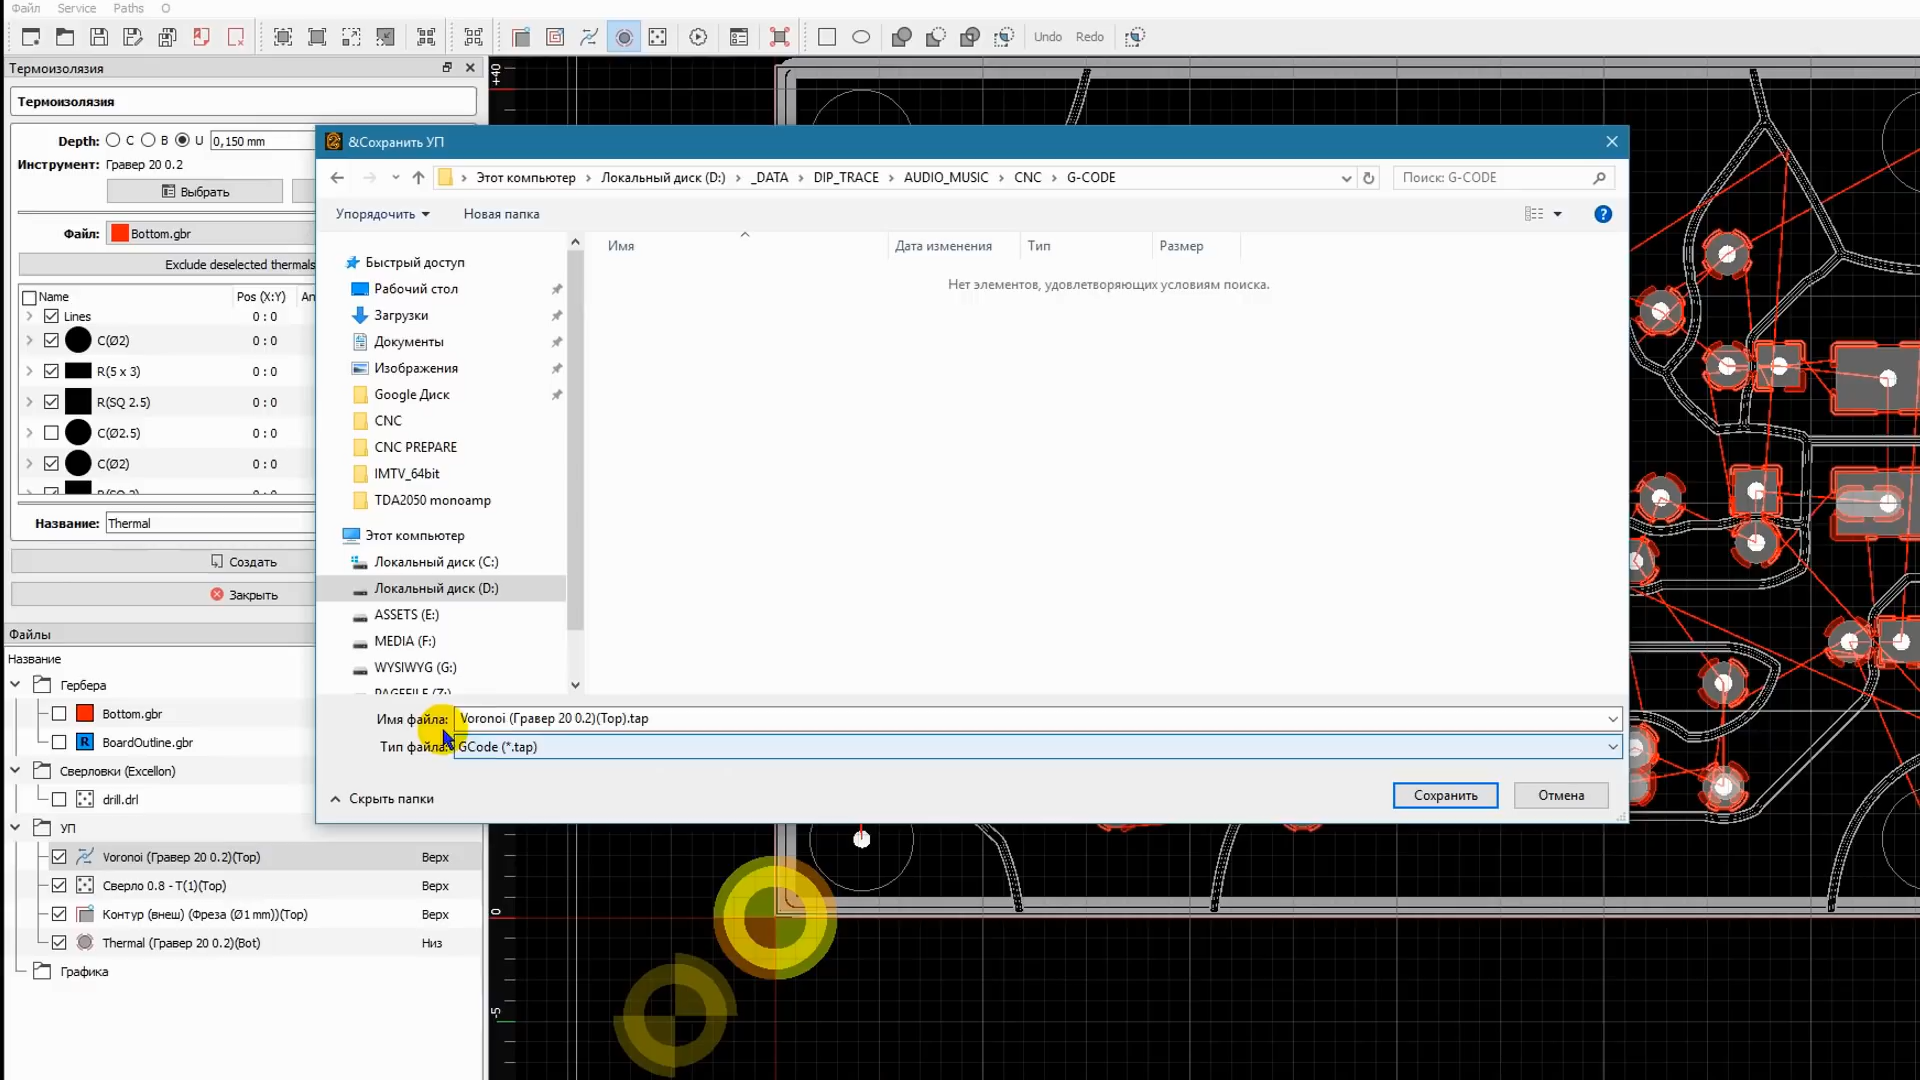 Файл Service Paths O
Undo Redo
Термоизолязия
Термоизолязия
Depth: C B U 0,150 mm
Инструмент: Гравер 20 0.2
Выбрать
Файл: Bottom.gbr
Exclude deselected thermals
Name Pos (X:Y) An
Lines 0 : 0
C(Ø2) 0 : 0
R(5 x 3) 0 : 0
R(SQ 2.5) 0 : 0
C(Ø2.5) 0 : 0
C(Ø2) 0 : 0
Название: Thermal
Создать
Закрыть
Файлы
Название
Гербера
Bottom.gbr
R BoardOutline.gbr
Сверловки (Excellon)
drill.drl
УП
Voronoi (Гравер 20 0.2)(Top) Верх
Сверло 0.8 - T(1)(Top) Верх
Контур (внеш) (Фреза (Ø1 mm))(Top) Верх
Thermal (Гравер 20 0.2)(Bot) Низ
Графика
&Сохранить УП
Этот компьютер › Локальный диск (D:) › _DATA › DIP_TRACE › AUDIO_MUSIC › CNC › G-CODE
Поиск: G-CODE
Упорядочить Новая папка
Имя Дата изменения Тип Размер
Нет элементов, удовлетворяющих условиям поиска.
Быстрый доступ
Рабочий стол
Загрузки
Документы
Изображения
Google Диск
CNC
CNC PREPARE
IMTV_64bit
TDA2050 monoamp
Этот компьютер
Локальный диск (C:)
Локальный диск (D:)
ASSETS (E:)
MEDIA (F:)
WYSIWYG (G:)
PAGEFILE (Z:)
Имя файла: Voronoi (Гравер 20 0.2)(Top).tap
Тип файла: GCode (*.tap)
Скрыть папки
Сохранить Отмена
+40
0
-5